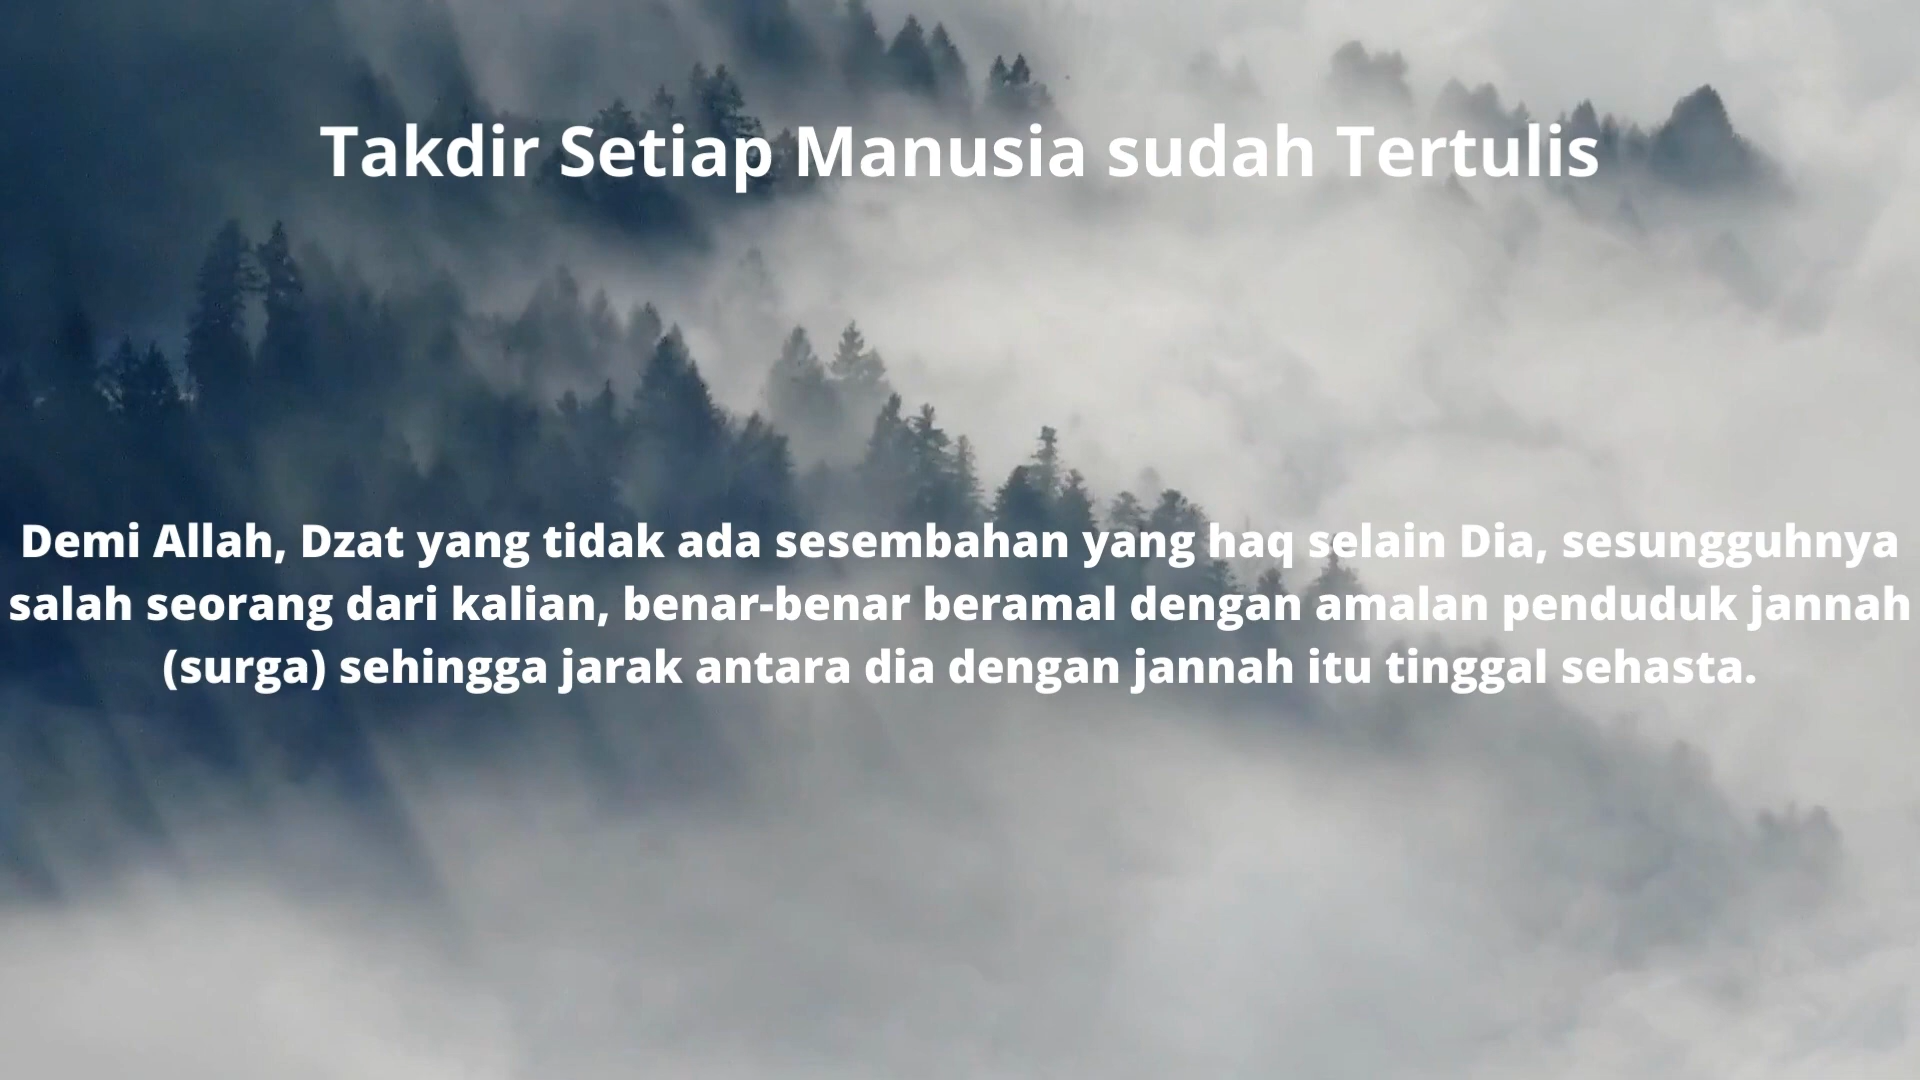 Takdir Setiap Manusia sudah Tertulis
Demi Allah, Dzat yang tidak ada sesembahan yang haq selain Dia, sesungguhnya
salah seorang dari kalian, benar-benar beramal dengan amalan penduduk jannah
(surga) sehingga jarak antara dia dengan jannah itu tinggal sehasta.